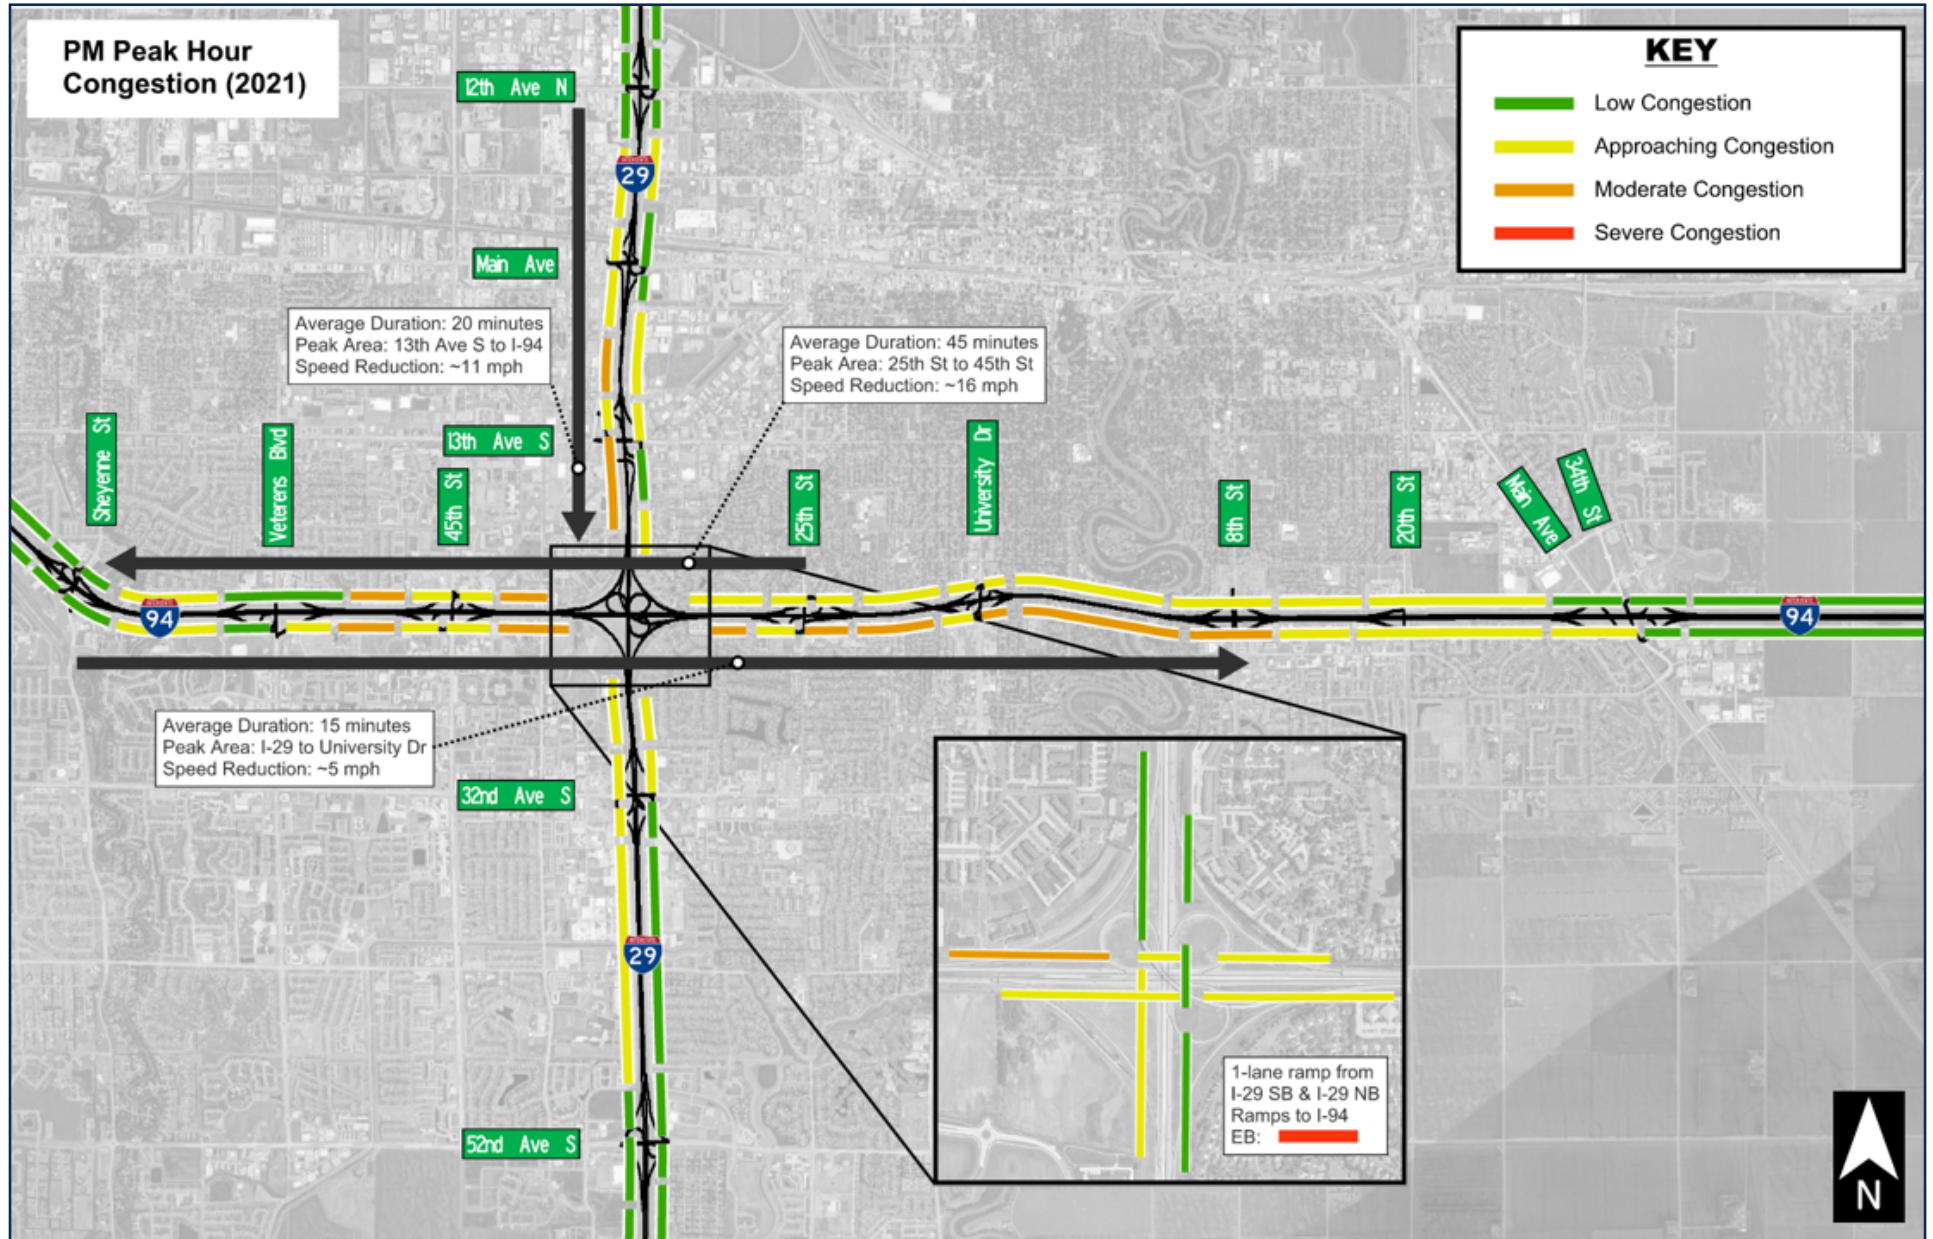 PM Peak Hour
Congestion (2021)
KEY
Low Congestion
Approaching Congestion
Moderate Congestion
Severe Congestion
12th Ave N
INTERSTATE
29
Main Ave
Average Duration: 20 minutes
Peak Area: 13th Ave S to I-94
Speed Reduction: ~11 mph
Average Duration: 45 minutes
Peak Area: 25th St to 45th St
Speed Reduction: ~16 mph
Sheyenne St
Veterens Blvd
13th Ave S
45th St
25th St
University Dr
8th St
20th St
Main Ave
34th St
INTERSTATE
94
INTERSTATE
94
Average Duration: 15 minutes
Peak Area: I-29 to University Dr
Speed Reduction: ~5 mph
32nd Ave S
INTERSTATE
29
52nd Ave S
1-lane ramp from
I-29 SB & I-29 NB
Ramps to I-94
EB:
N